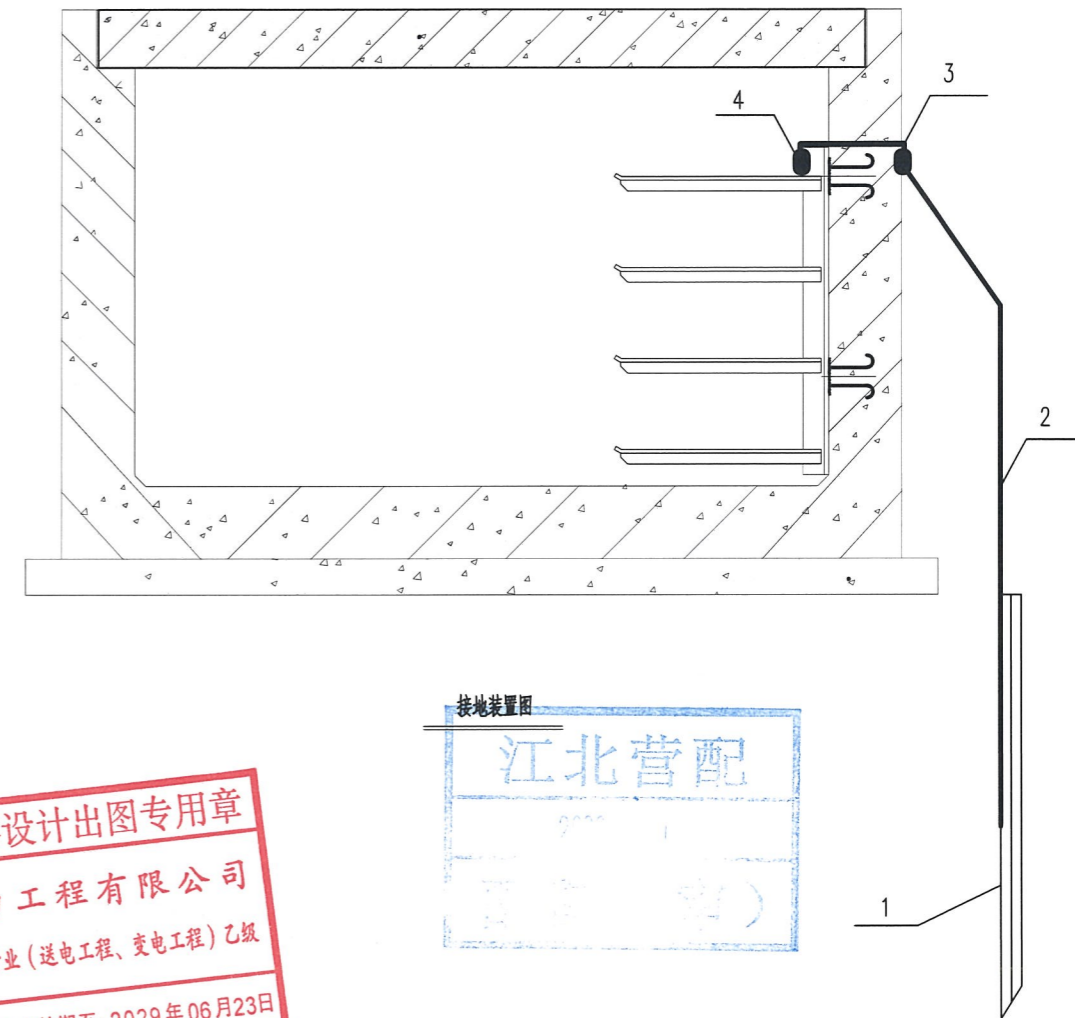 3
4
2
接地装置图
江北营配
1
设计出图专用章
工程有限公司
业(送电工程、变电工程)乙级
2029年06月23日